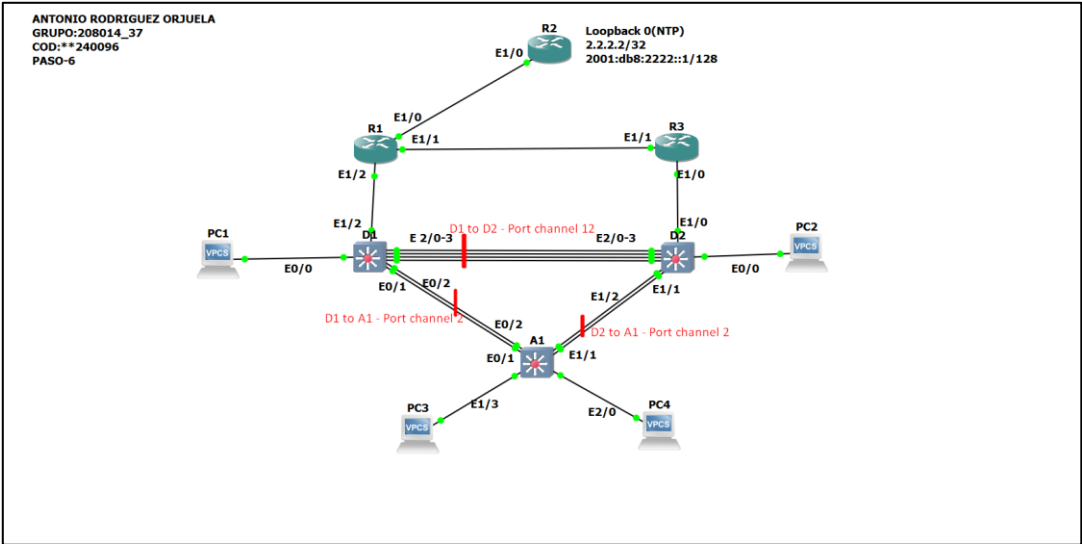 ANTONIO RODRIGUEZ ORJUELA
GRUPO:208014_37
COD:**240096
PASO-6
R2
Loopback 0(NTP)
2.2.2.2/32
2001:db8:2222::1/128
E1/0
E1/0
R1
E1/1
E1/1
R3
E1/2
E1/0
E1/2
E1/0
PC1
VPCS
D1
E 2/0-3
D1 to D2 - Port channel 12
E2/0-3
D2
PC2
VPCS
E0/0
E0/0
E0/1
E0/2
E1/2
E1/1
D1 to A1 - Port channel 2
E0/2
D2 to A1 - Port channel 2
A1
E0/1
E1/1
PC3
VPCS
E1/3
E2/0
PC4
VPCS